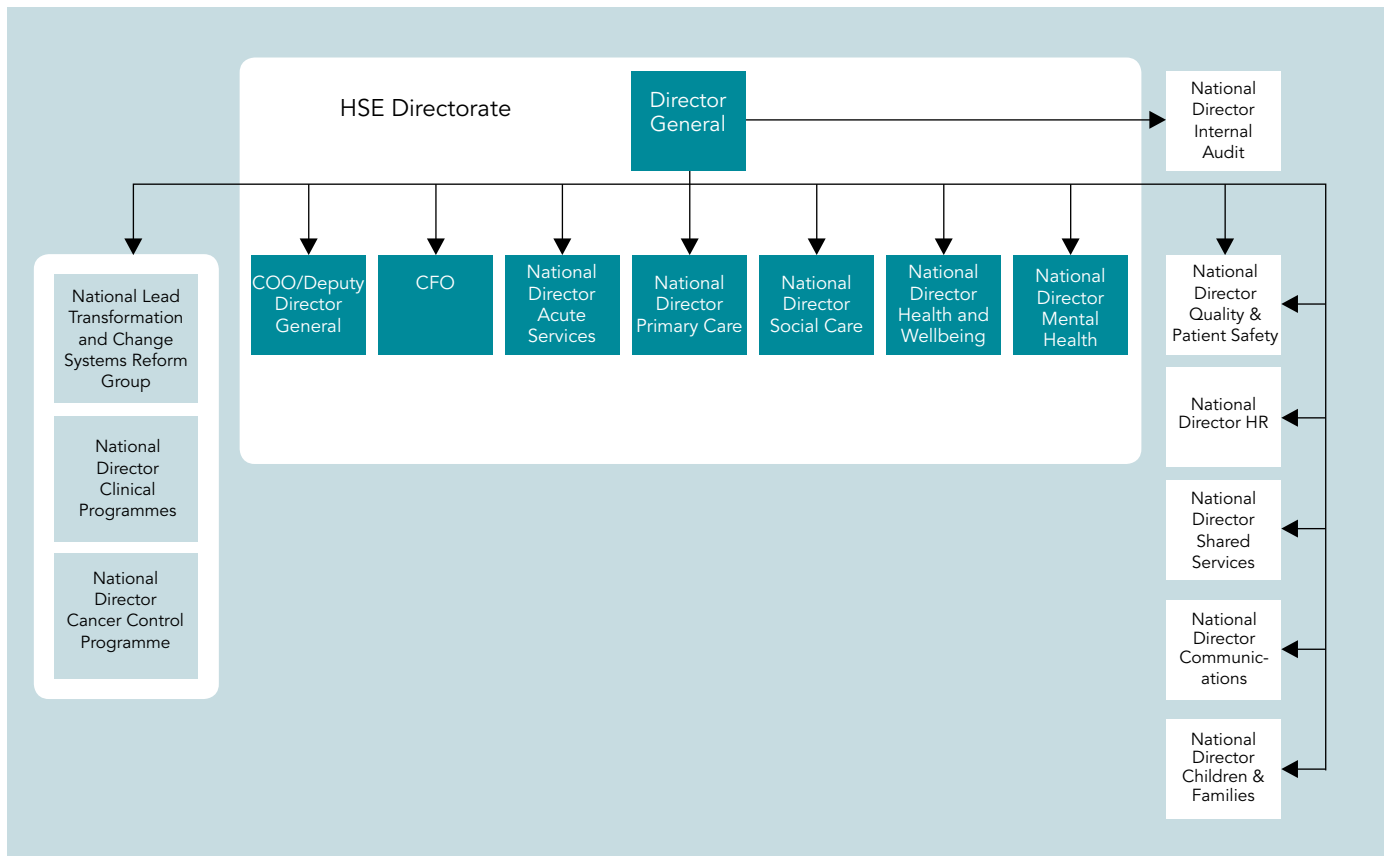 HSE Directorate
Director
General
National
Director
Internal
Audit
National Lead
Transformation
and Change
Systems Reform
Group
National
Director
Clinical
Programmes
National
Director
Cancer Control
Programme
COO/Deputy
Director
General
CFO
National
Director
Acute
Services
National
Director
Primary Care
National
Director
Social Care
National
Director
Health and
Wellbeing
National
Director
Mental
Health
National
Director
Quality &
Patient Safety
National
Director HR
National
Director
Shared
Services
National
Director
Communic-
ations
National
Director
Children &
Families